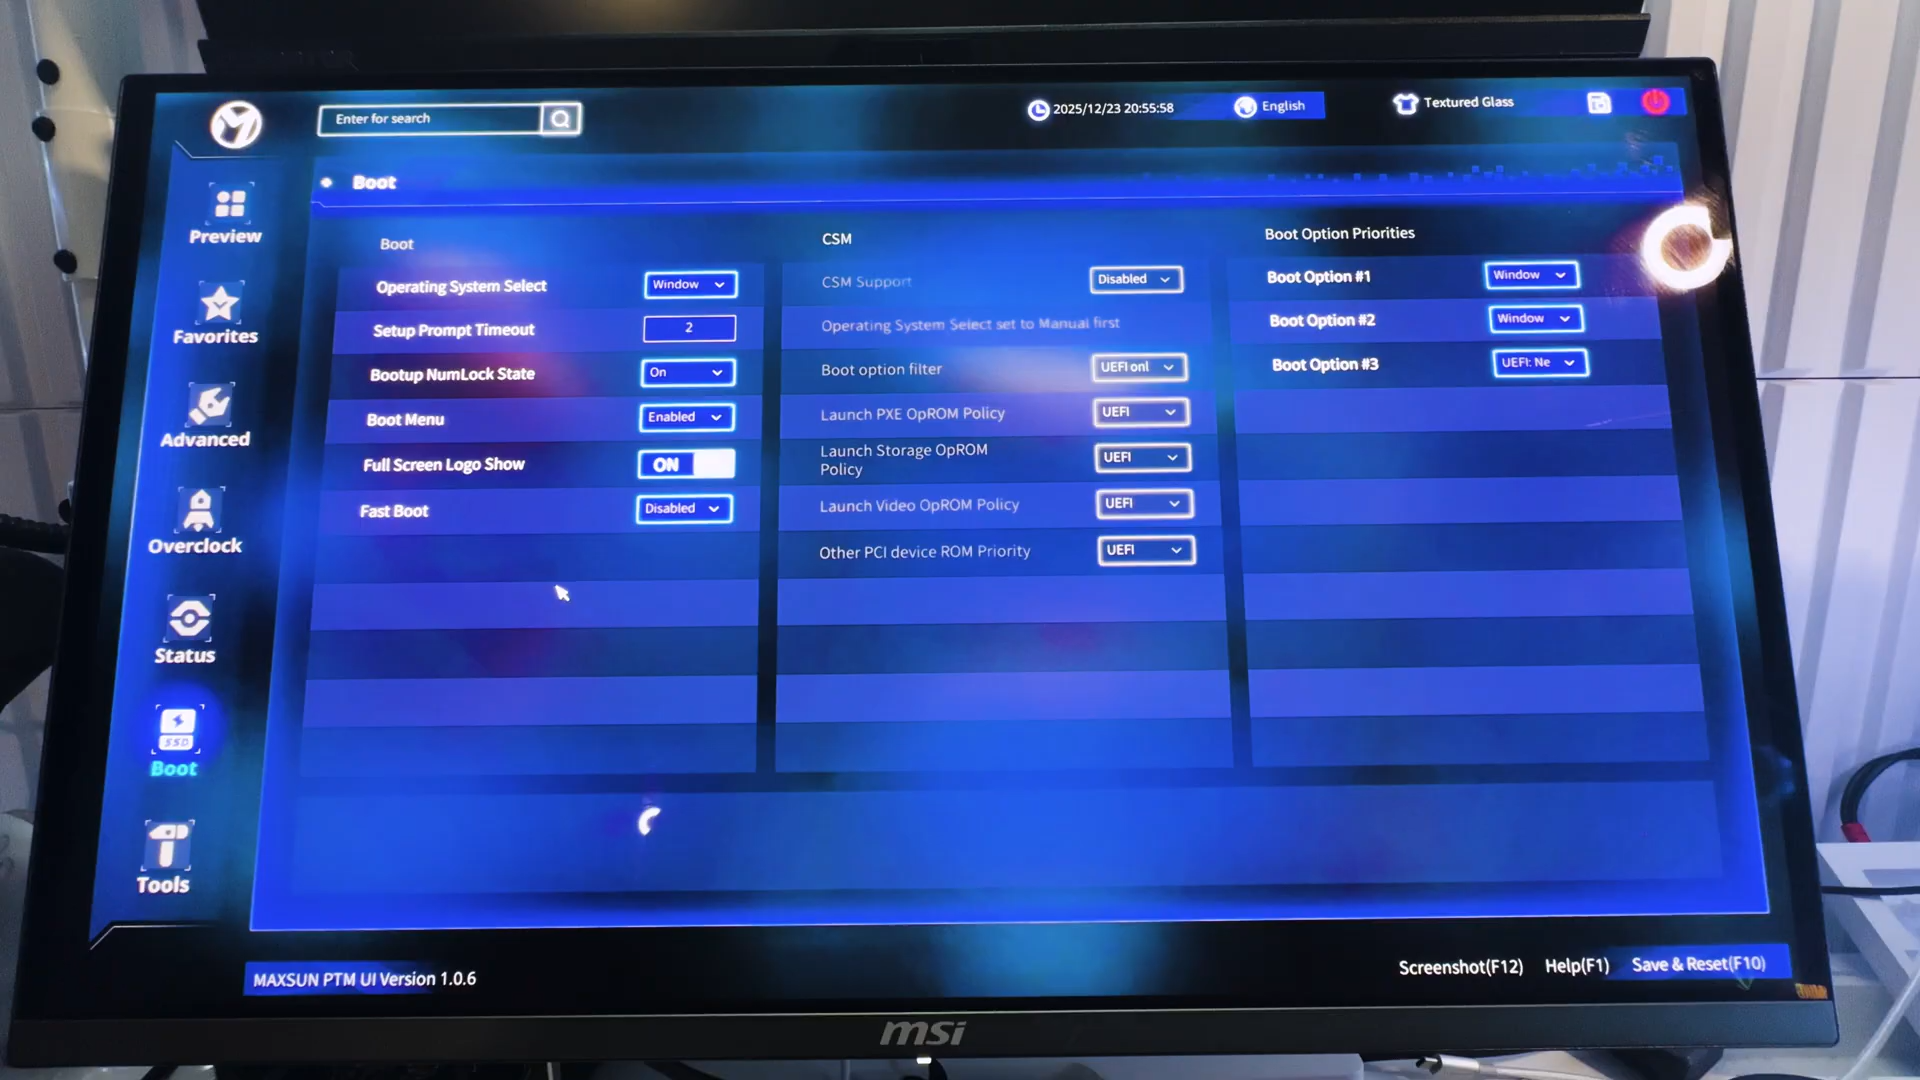 Enter for search
2025/12/23 20:55:58
English
Textured Glass
Boot
Preview
Favorites
Advanced
Overclock
Status
SSD
Boot
Tools
Boot
Operating System Select
Window
Setup Prompt Timeout
2
Bootup NumLock State
On
Boot Menu
Enabled
Full Screen Logo Show
ON
Fast Boot
Disabled
CSM
CSM Support
Disabled
Operating System Select set to Manual first
Boot option filter
UEFI onl
Launch PXE OpROM Policy
UEFI
Launch Storage OpROM
Policy
UEFI
Launch Video OpROM Policy
UEFI
Other PCI device ROM Priority
UEFI
Boot Option Priorities
Boot Option #1
Window
Boot Option #2
Window
Boot Option #3
UEFI: Ne
MAXSUN PTM UI Version 1.0.6
Screenshot(F12)
Help(F1)
Save & Reset(F10)
msi